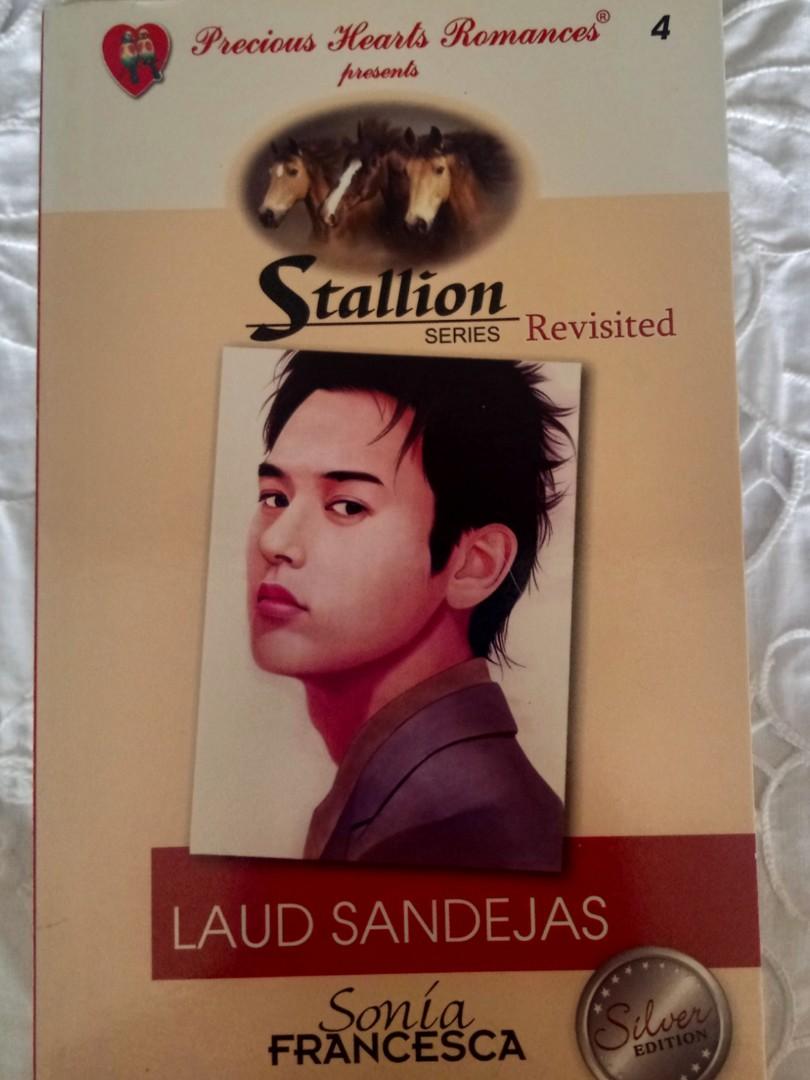 Precious Hearts Romances®
4
presents
Stallion
SERIES
Revisited
LAUD SANDEJAS
Sonia
FRANCESCA
Silver
EDITION